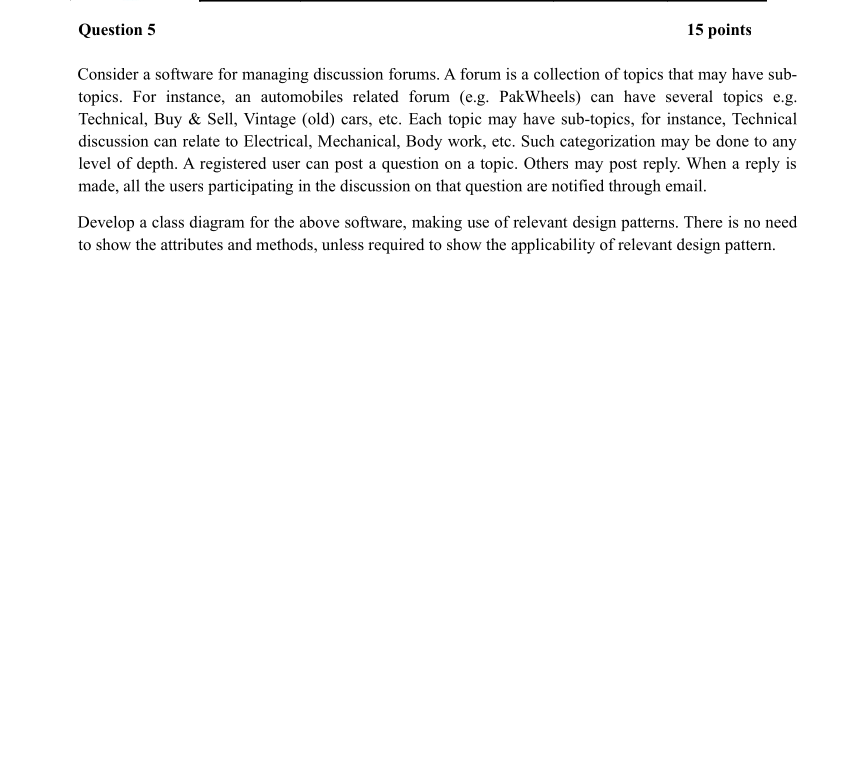 Question 5 15 points
Consider a software for managing discussion forums. A forum is a collection of topics that may have sub-
topics. For instance, an automobiles related forum (e.g. PakWheels) can have several topics e.g.
Technical, Buy & Sell, Vintage (old) cars, etc. Each topic may have sub-topics, for instance, Technical
discussion can relate to Electrical, Mechanical, Body work, etc. Such categorization may be done to any
level of depth. A registered user can post a question on a topic. Others may post reply. When a reply is
made, all the users participating in the discussion on that question are notified through email.
Develop a class diagram for the above software, making use of relevant design patterns. There is no need
to show the attributes and methods, unless required to show the applicability of relevant design pattern.